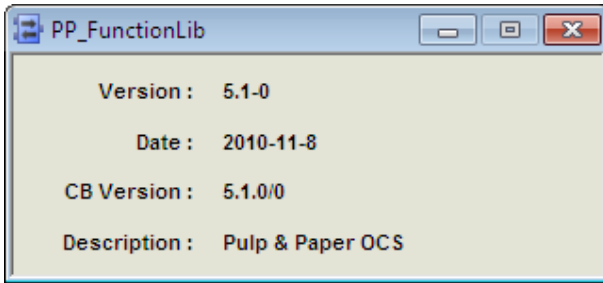 PP_FunctionLib
Version : 5.1-0
Date : 2010-11-8
CB Version : 5.1.0/0
Description : Pulp & Paper OCS